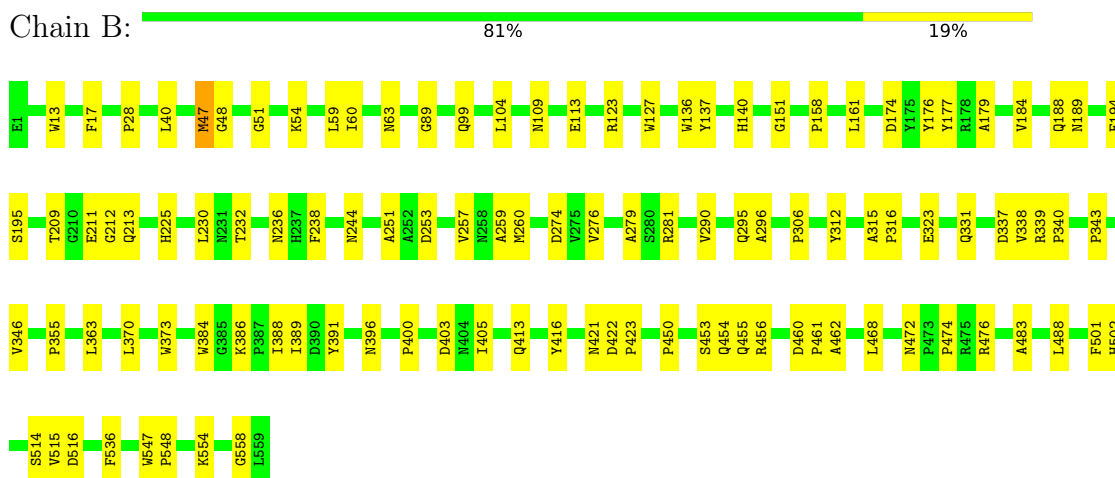 Chain B:
81% 19%
E1 W13 F17 P28 L40 M47 G48 G51 K54 L59 I60 N63 G89 Q99 L104 N109 E113 R123 W127 W136 Y137 H140 G151 P158 L161 D174 Y175 Y176 Y177 R178 A179 V184 Q188 N189
S195 T209 G210 E211 G212 Q213 H225 L230 N231 T232 N236 H237 F238 N244 A251 A252 D253 V257 N258 A259 M260 D274 V275 V276 A279 S280 R281 V290 Q295 A296 P306 Y312 A315 P316 E323 Q331 D337 V338 R339 P340 P343
V346 P355 L363 L370 W373 W384 G385 K386 P387 I388 I389 D390 Y391 N396 P400 D403 N404 I405 Q413 Y416 N421 D422 P423 P450 S453 Q454 Q455 R456 D460 P461 A462 L468 N472 P473 P474 R475 R476 A483 L488 F501
S514 V515 D516 F536 W547 P548 K554 G558 L559